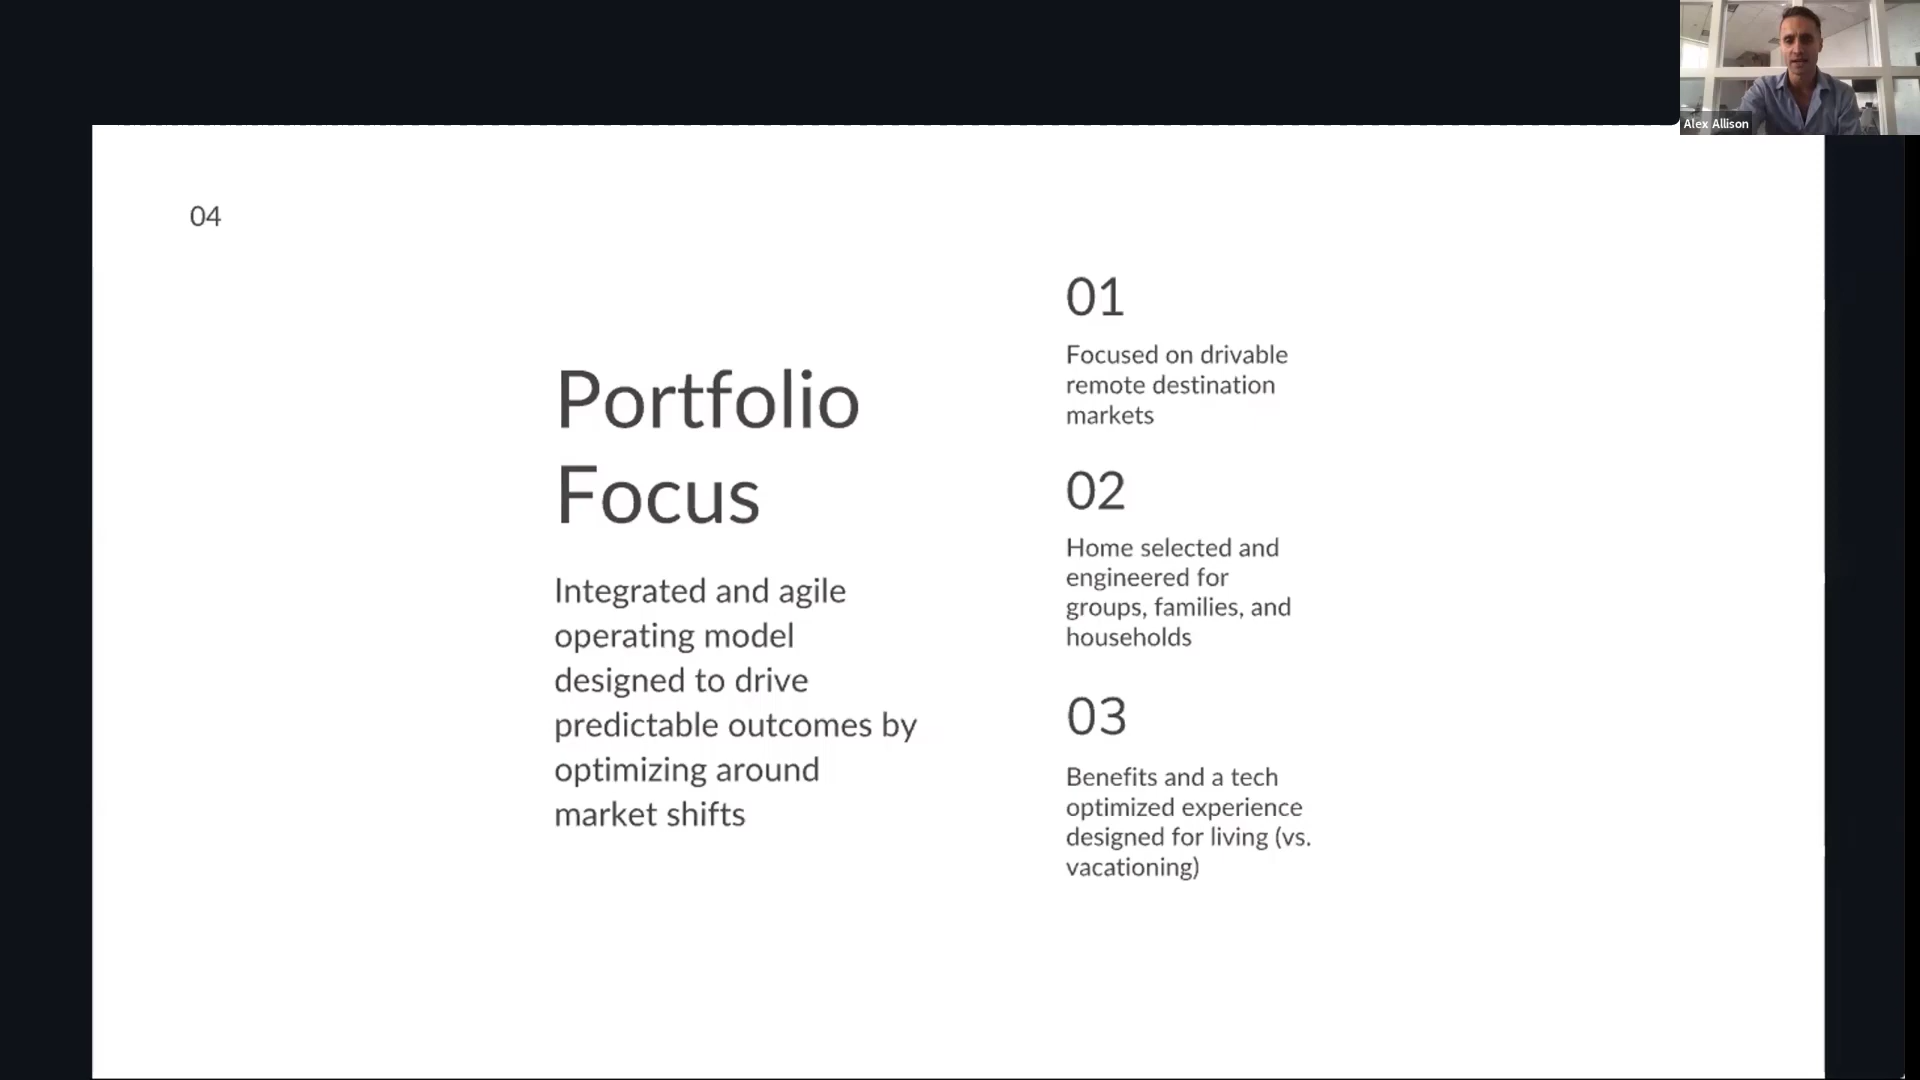 Alex Allison
04
Portfolio
Focus
Integrated and agile
operating model
designed to drive
predictable outcomes by
optimizing around
market shifts
01
Focused on drivable
remote destination
markets
02
Home selected and
engineered for
groups, families, and
households
03
Benefits and a tech
optimized experience
designed for living (vs.
vacationing)